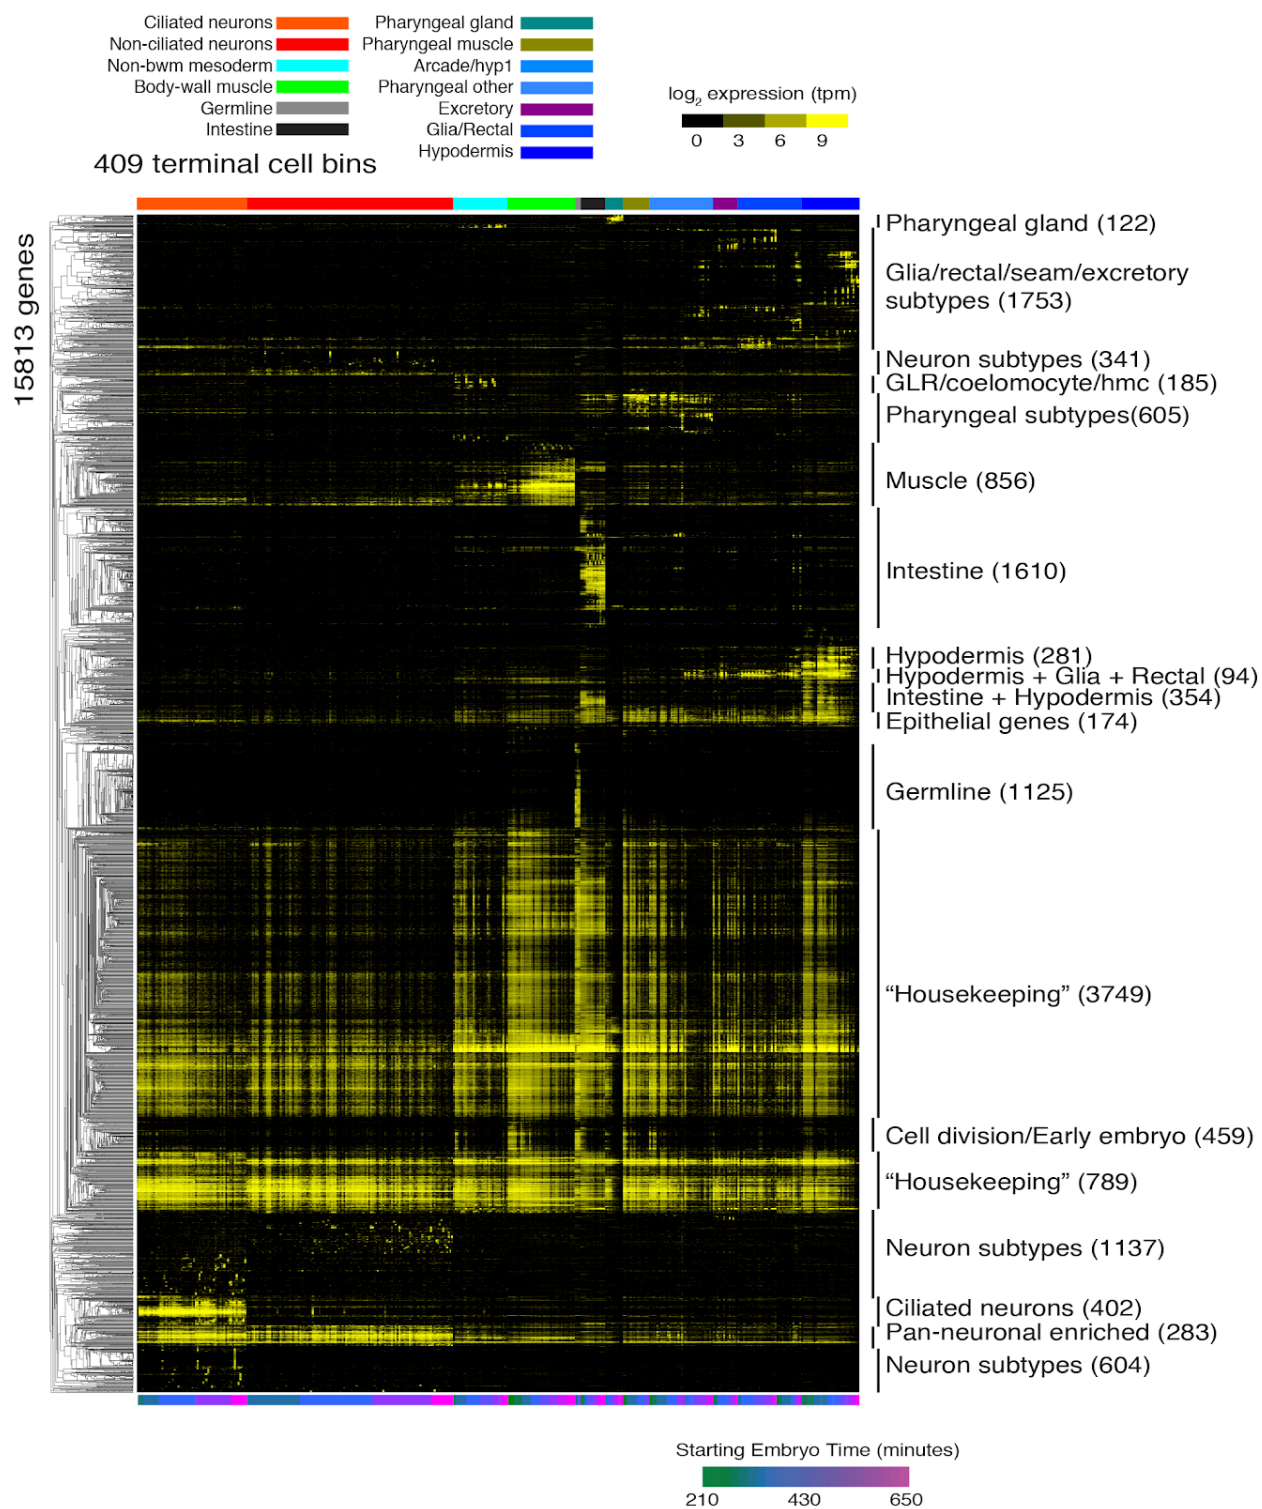 Ciliated neurons
Non-ciliated neurons
Non-bwm mesoderm
Body-wall muscle
Germline
Intestine
Pharyngeal gland
Pharyngeal muscle
Arcade/hyp1
Pharyngeal other
Excretory
Glia/Rectal
Hypodermis
log2 expression (tpm)
0 3 6 9
409 terminal cell bins
15813 genes
Pharyngeal gland (122)
Glia/rectal/seam/excretory
subtypes (1753)
Neuron subtypes (341)
GLR/coelomocyte/hmc (185)
Pharyngeal subtypes(605)
Muscle (856)
Intestine (1610)
Hypodermis (281)
Hypodermis + Glia + Rectal (94)
Intestine + Hypodermis (354)
Epithelial genes (174)
Germline (1125)
“Housekeeping” (3749)
Cell division/Early embryo (459)
“Housekeeping” (789)
Neuron subtypes (1137)
Ciliated neurons (402)
Pan-neuronal enriched (283)
Neuron subtypes (604)
Starting Embryo Time (minutes)
210 430 650